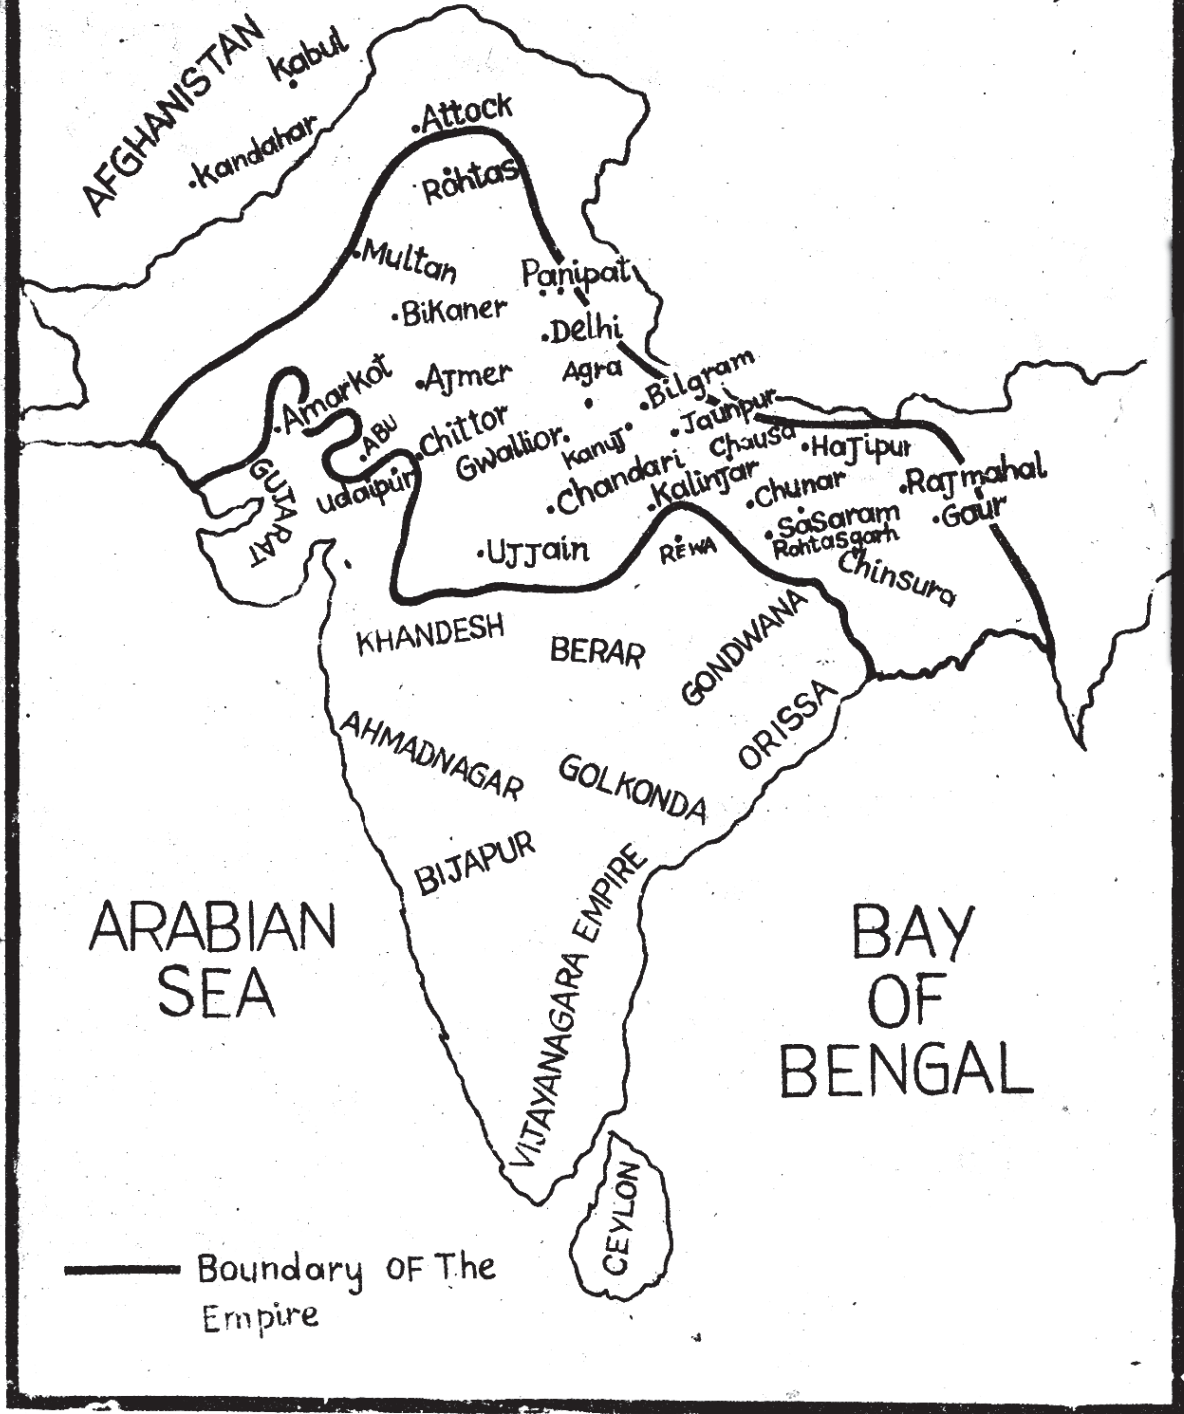 AFGHANISTAN
Kabul
Kandahar
Attock
Rohtas
Multan
Panipat
Bikaner
Delhi
Amarkot
Ajmer
Agra
Bilgram
ABU
Chittor
Gwallior
Kanuj
Jaunpur
Chausa
Hajipur
GUJARAT
Udaipur
Chandari
Kalinjar
Chunar
Rajmahal
Gaur
Sasaram
Rohtasgarh
Ujjain
REWA
Chinsura
KHANDESH
BERAR
GONDWANA
ORISSA
AHMADNAGAR
GOLKONDA
BIJAPUR
VIJAYANAGARA EMPIRE
ARABIAN
SEA
BAY
OF
BENGAL
CEYLON
Boundary OF The
Empire